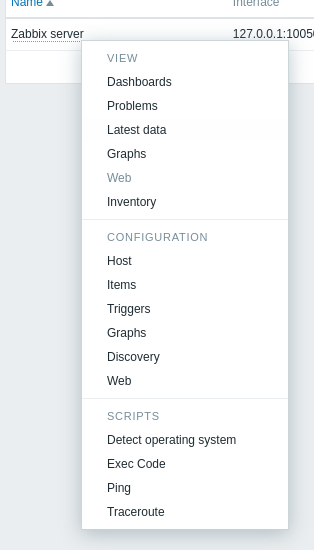 Name
Interface
Zabbix server
127.0.0.1:1005
VIEW
Dashboards
Problems
Latest data
Graphs
Web
Inventory
CONFIGURATION
Host
Items
Triggers
Graphs
Discovery
Web
SCRIPTS
Detect operating system
Exec Code
Ping
Traceroute